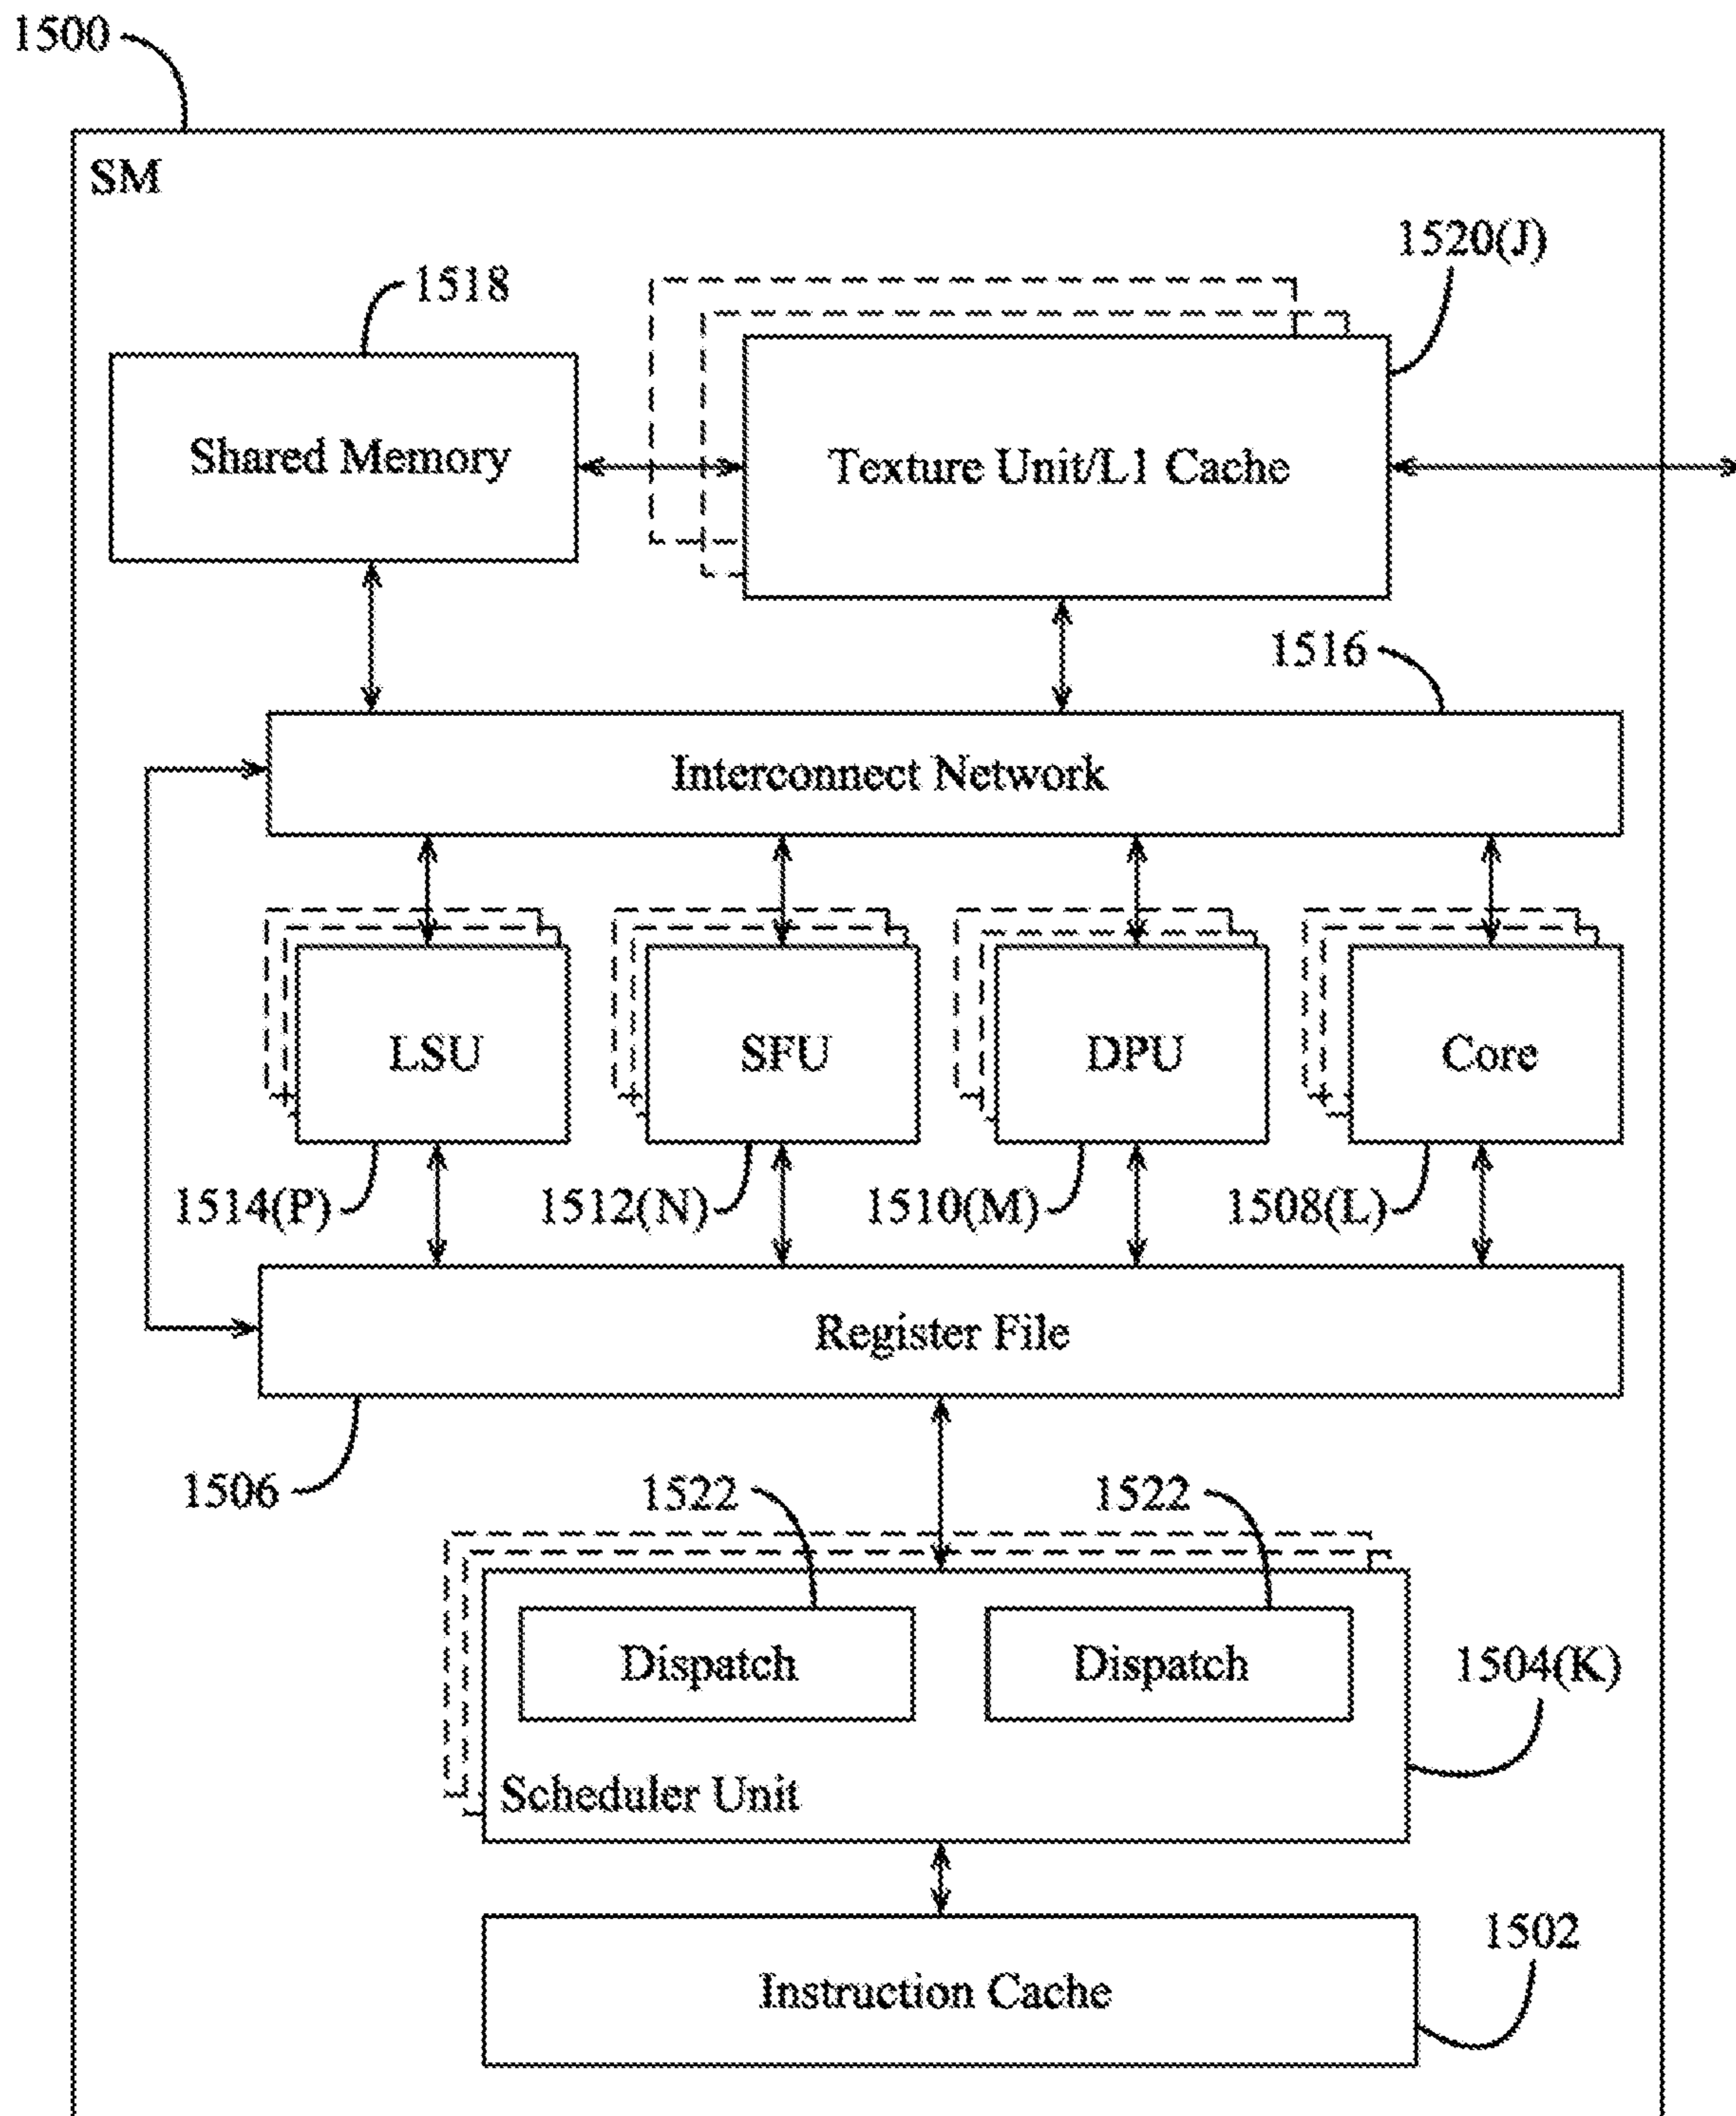 1500
SM
1520(J)
1518
Shared Memory
Texture Unit/L1 Cache
1516
Interconnect Network
LSU
SFU
DPU
Core
1514(P)
1512(N)
1510(M)
1508(L)
Register File
1506
1522
1522
Dispatch
Dispatch
1504(K)
Scheduler Unit
1502
Instruction Cache